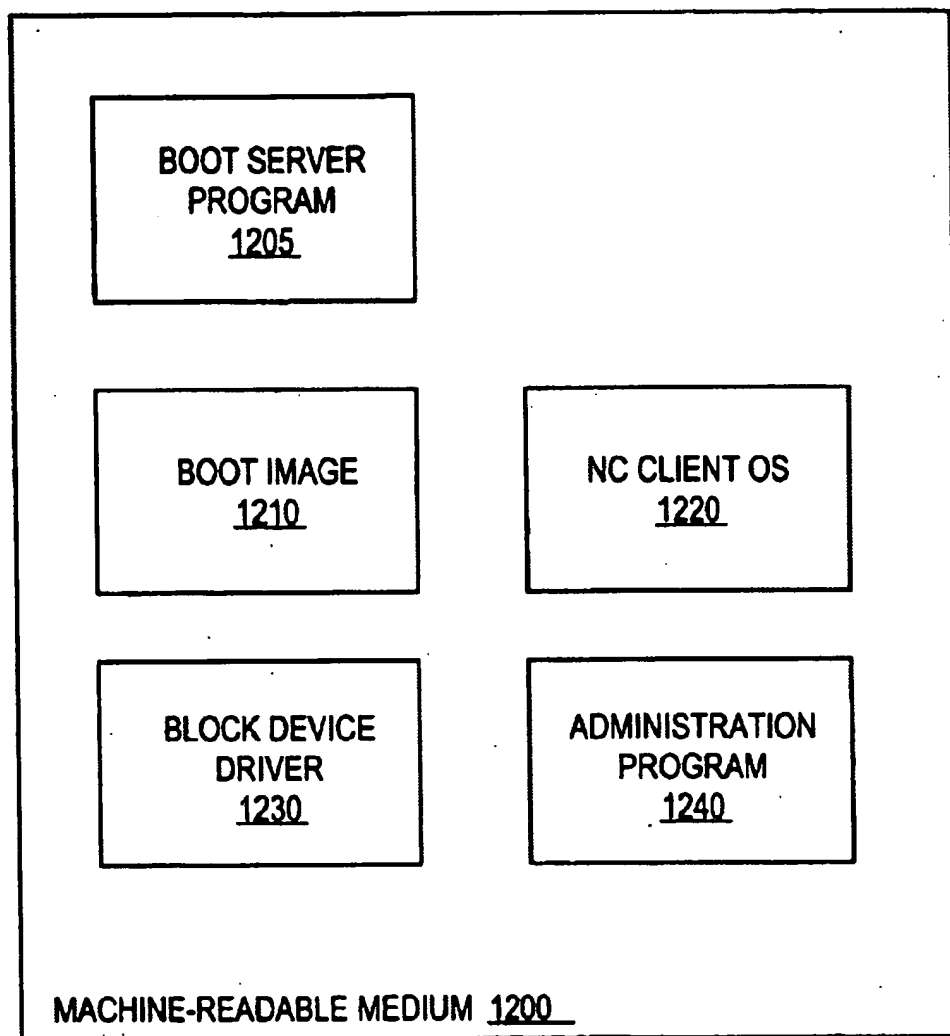 BOOT SERVER
PROGRAM
1205
BOOT IMAGE
1210
NC CLIENT OS
1220
BLOCK DEVICE
DRIVER
1230
ADMINISTRATION
PROGRAM
1240
MACHINE-READABLE MEDIUM 1200